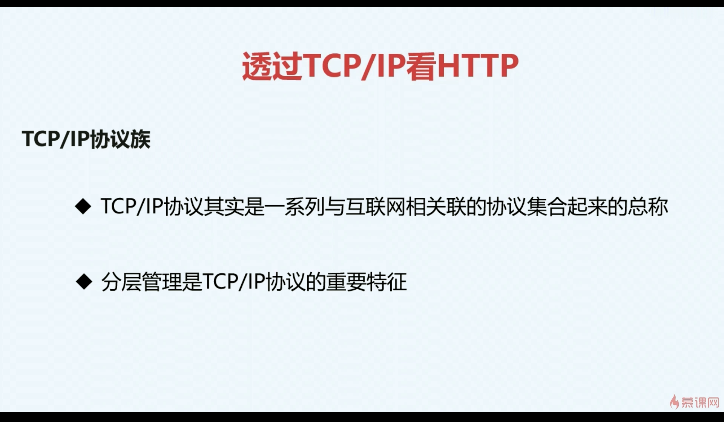 透过TCP/IP看HTTP
TCP/IP协议族
◆ TCP/IP协议其实是一系列与互联网相关联的协议集合起来的总称
◆ 分层管理是TCP/IP协议的重要特征
慕课网